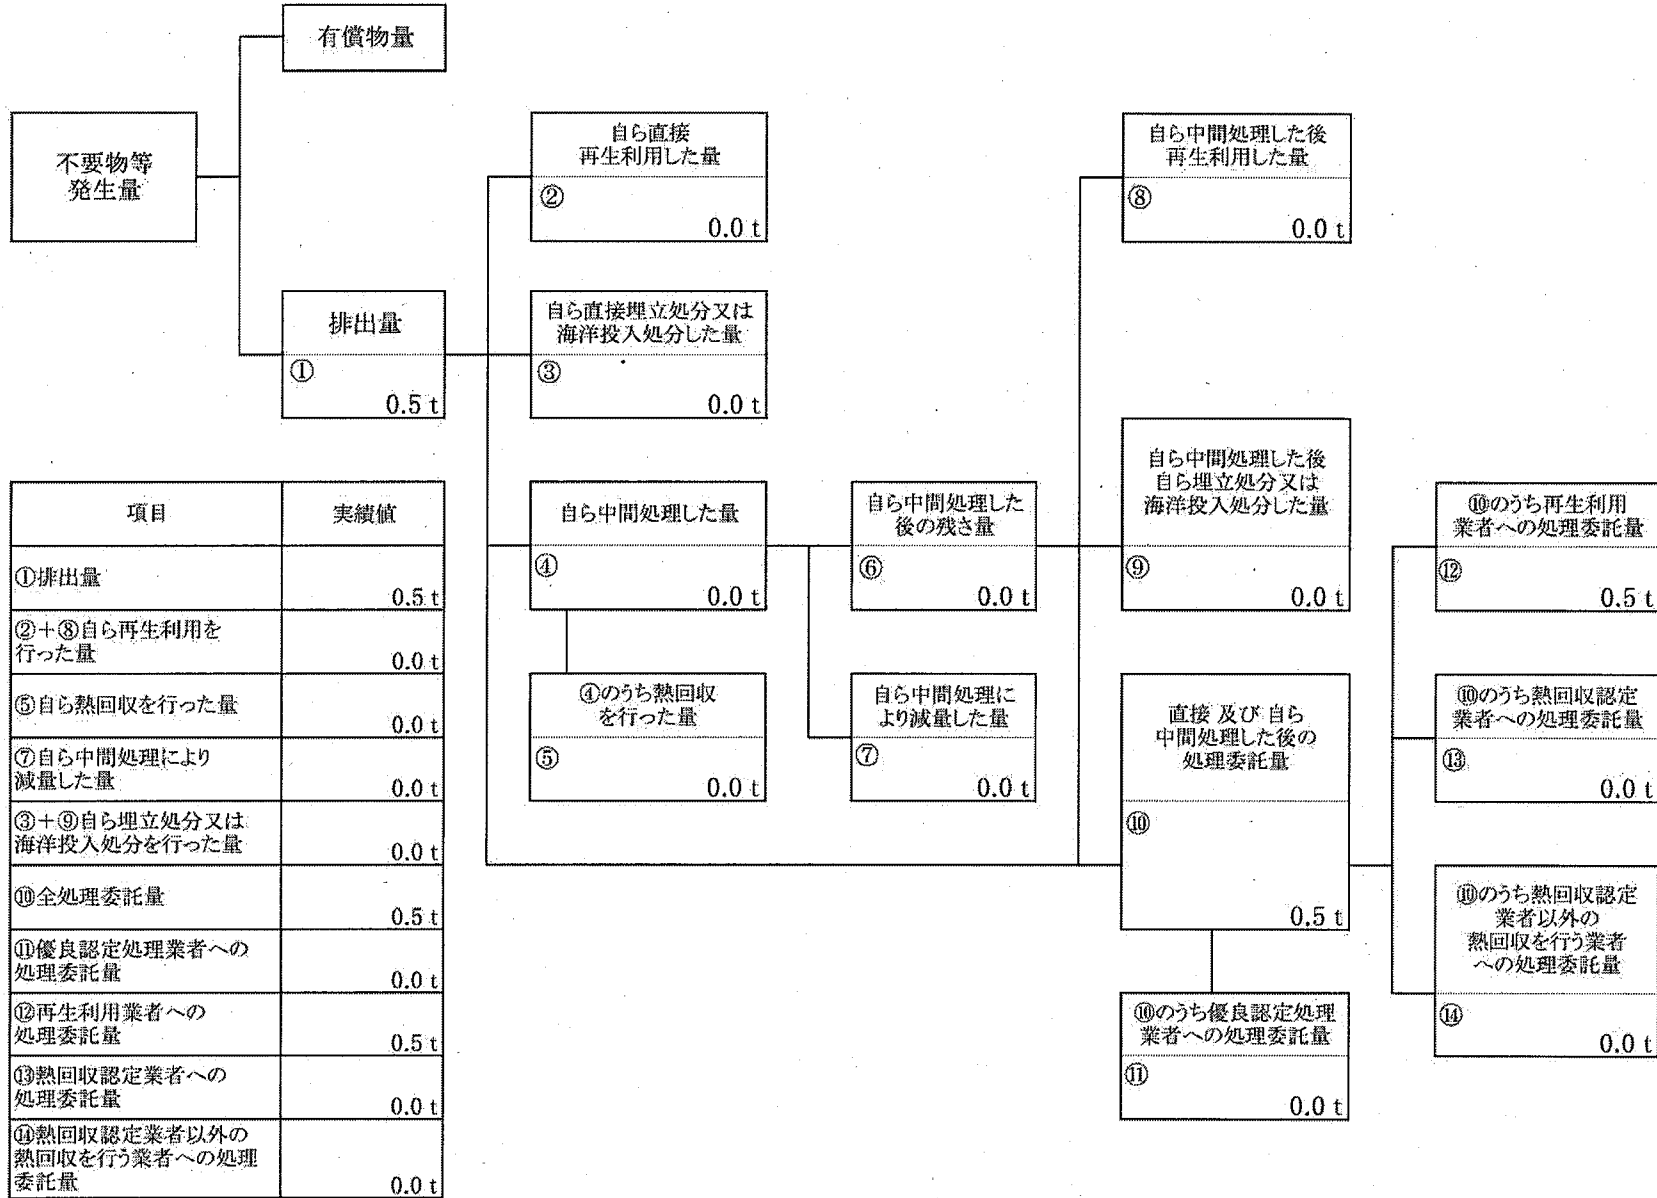 有償物量
不要物等
発生量
排出量
①
0.5 t
自ら直接
再生利用した量
②
0.0 t
自ら直接埋立処分又は
海洋投入処分した量
③
0.0 t
自ら中間処理した量
④
0.0 t
④のうち熱回収
を行った量
⑤
0.0 t
自ら中間処理した
後の残さ量
⑥
0.0 t
自ら中間処理に
より減量した量
⑦
0.0 t
自ら中間処理した後
再生利用した量
⑧
0.0 t
自ら中間処理した後
自ら埋立処分又は
海洋投入処分した量
⑨
0.0 t
直接 及び 自ら
中間処理した後の
処理委託量
⑩
0.5 t
⑩のうち優良認定処理
業者への処理委託量
⑪
0.0 t
⑩のうち再生利用
業者への処理委託量
⑫
0.5 t
⑩のうち熱回収認定
業者への処理委託量
⑬
0.0 t
⑩のうち熱回収認定
業者以外の
熱回収を行う業者
への処理委託量
⑭
0.0 t
項目 実績値
①排出量
0.5 t
②+⑧自ら再生利用を
行った量
0.0 t
⑤自ら熱回収を行った量
0.0 t
⑦自ら中間処理により
減量した量
0.0 t
③+⑨自ら埋立処分又は
海洋投入処分を行った量
0.0 t
⑩全処理委託量
0.5 t
⑪優良認定処理業者への
処理委託量
0.0 t
⑫再生利用業者への
処理委託量
0.5 t
⑬熱回収認定業者への
処理委託量
0.0 t
⑭熱回収認定業者以外の
熱回収を行う業者への処理
委託量
0.0 t